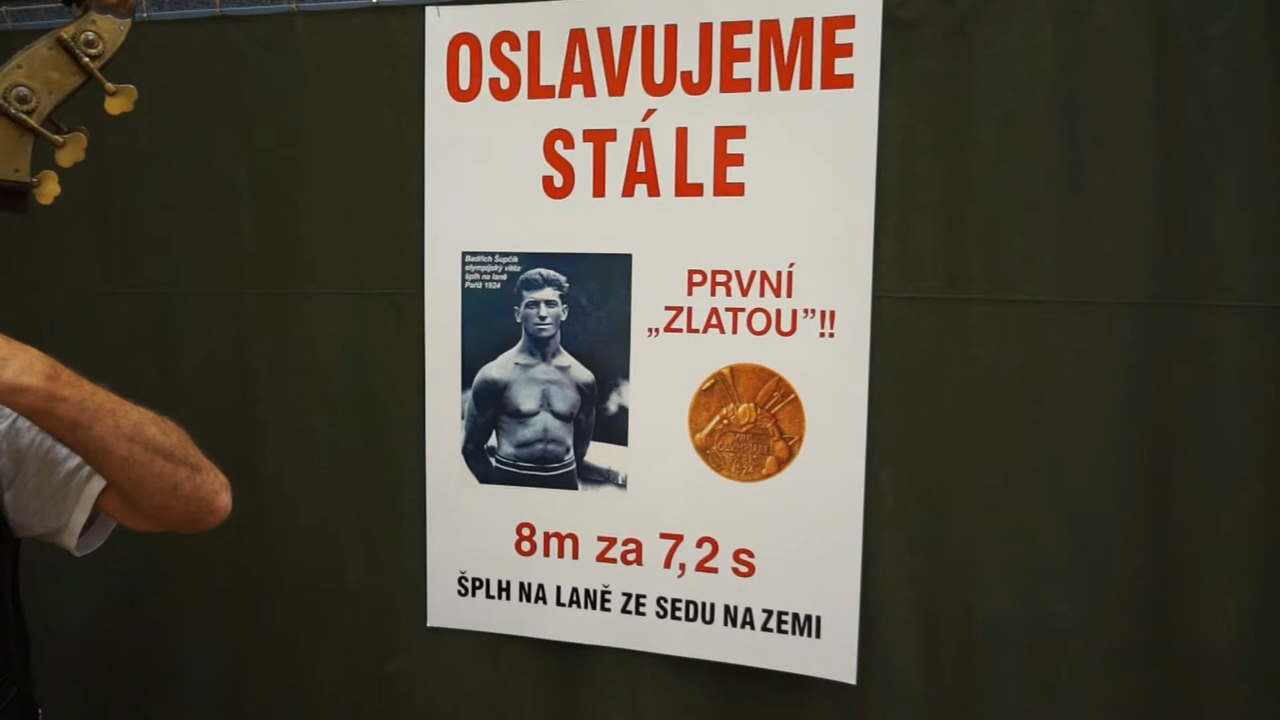 OSLAVUJEME
STÁLE
Bedřich Šupčík
olympijský vítěz
šplh na laně
Paříž 1924
PRVNÍ
„ZLATOU”!!
8m za 7,2 s
ŠPLH NA LANĚ ZE SEDU NA ZEMI